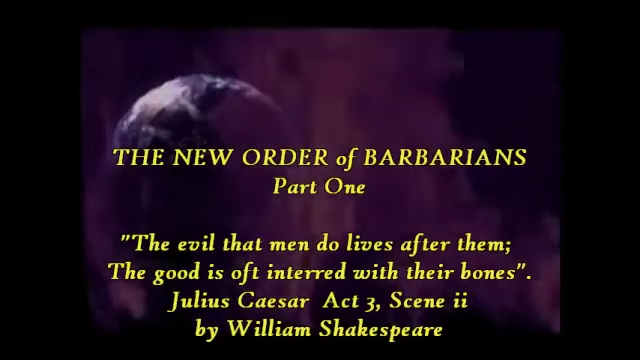 THE NEW ORDER of BARBARIANS
Part One
"The evil that men do lives after them;
The good is oft interred with their bones".
Julius Caesar Act 3, Scene ii
by William Shakespeare